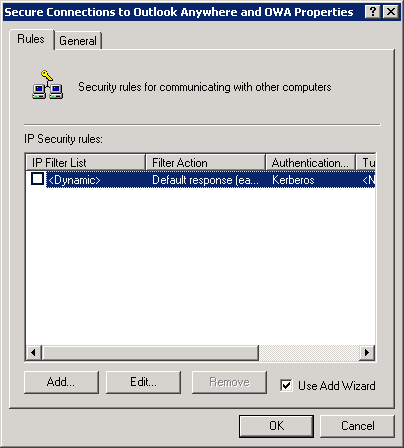 Secure Connections to Outlook Anywhere and OWA Properties
Rules General
Security rules for communicating with other computers
IP Security rules:
IP Filter List Filter Action Authentication... Tu
<Dynamic> Default response (ea... Kerberos <N
Add... Edit... Remove Use Add Wizard
OK Cancel